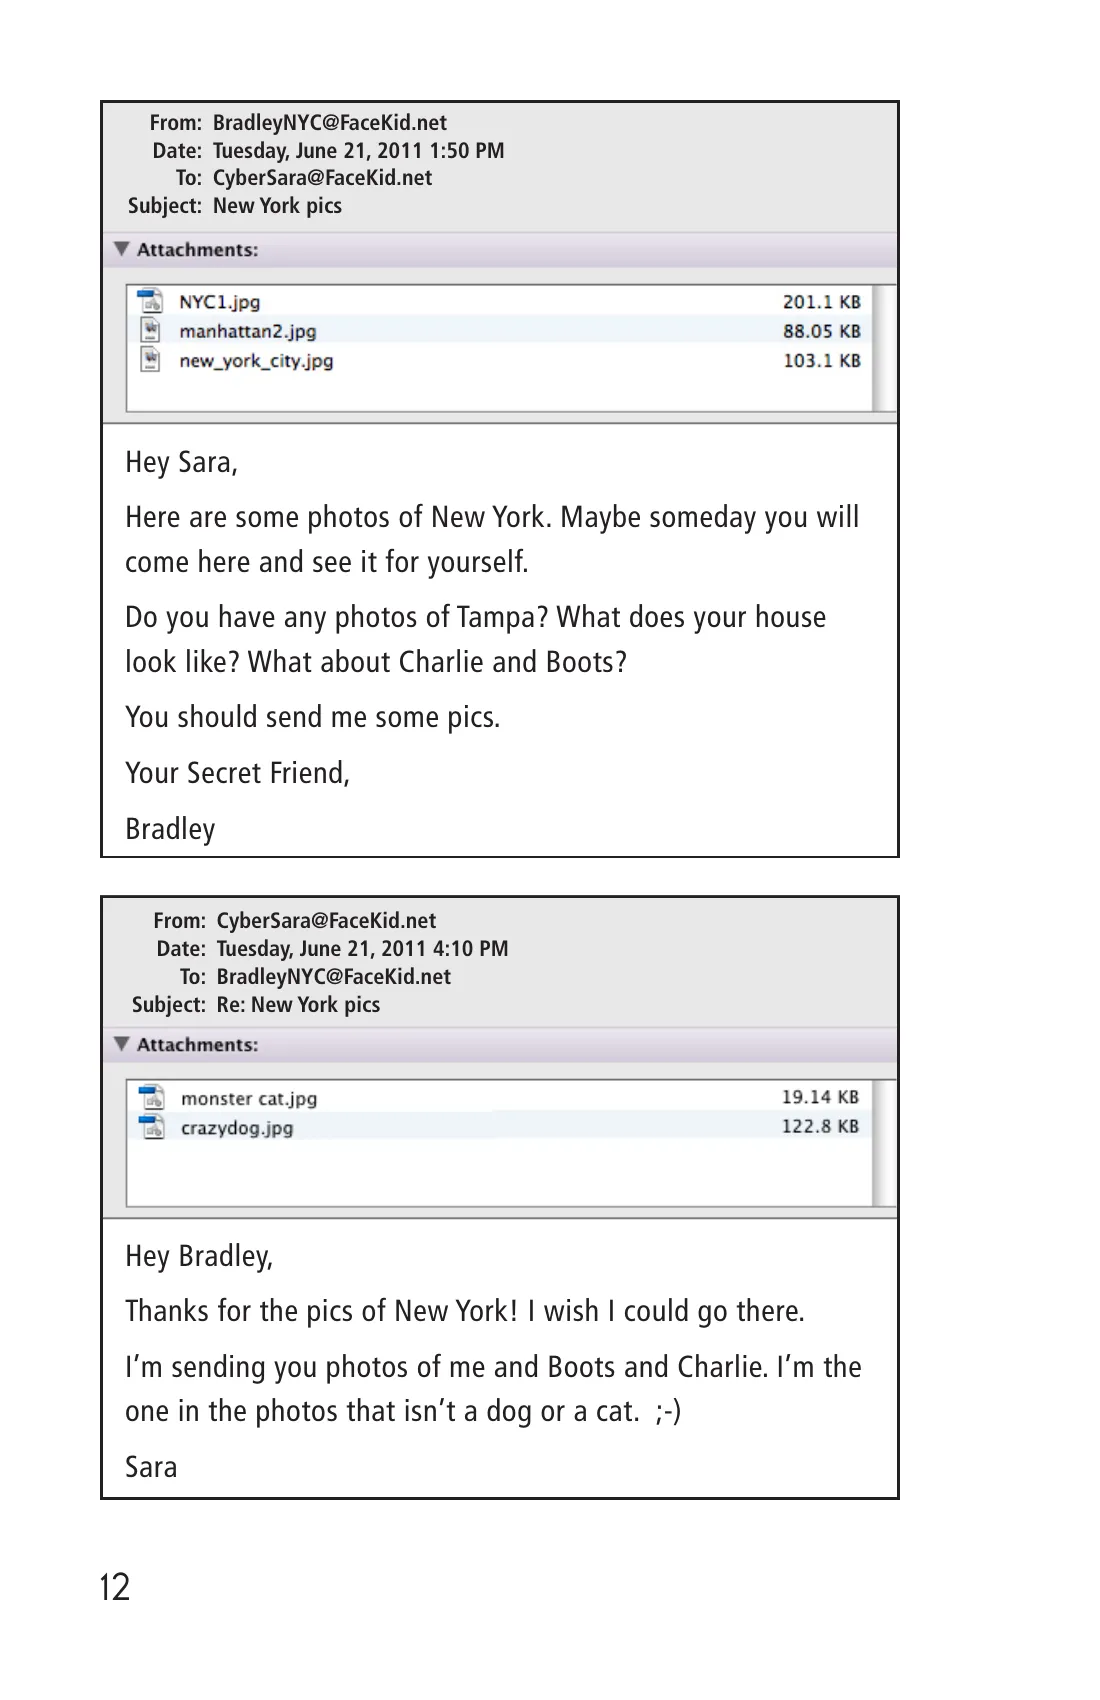 From: BradleyNYC@FaceKid.net
Date: Tuesday, June 21, 2011 1:50 PM
To: CyberSara@FaceKid.net
Subject: New York pics
Attachments:
NYC1.jpg 201.1 KB
manhattan2.jpg 88.05 KB
new_york_city.jpg 103.1 KB
Hey Sara,
Here are some photos of New York. Maybe someday you will
come here and see it for yourself.
Do you have any photos of Tampa? What does your house
look like? What about Charlie and Boots?
You should send me some pics.
Your Secret Friend,
Bradley
From: CyberSara@FaceKid.net
Date: Tuesday, June 21, 2011 4:10 PM
To: BradleyNYC@FaceKid.net
Subject: Re: New York pics
Attachments:
monster cat.jpg 19.14 KB
crazydog.jpg 122.8 KB
Hey Bradley,
Thanks for the pics of New York! I wish I could go there.
I’m sending you photos of me and Boots and Charlie. I’m the
one in the photos that isn’t a dog or a cat.  ;-)
Sara
12